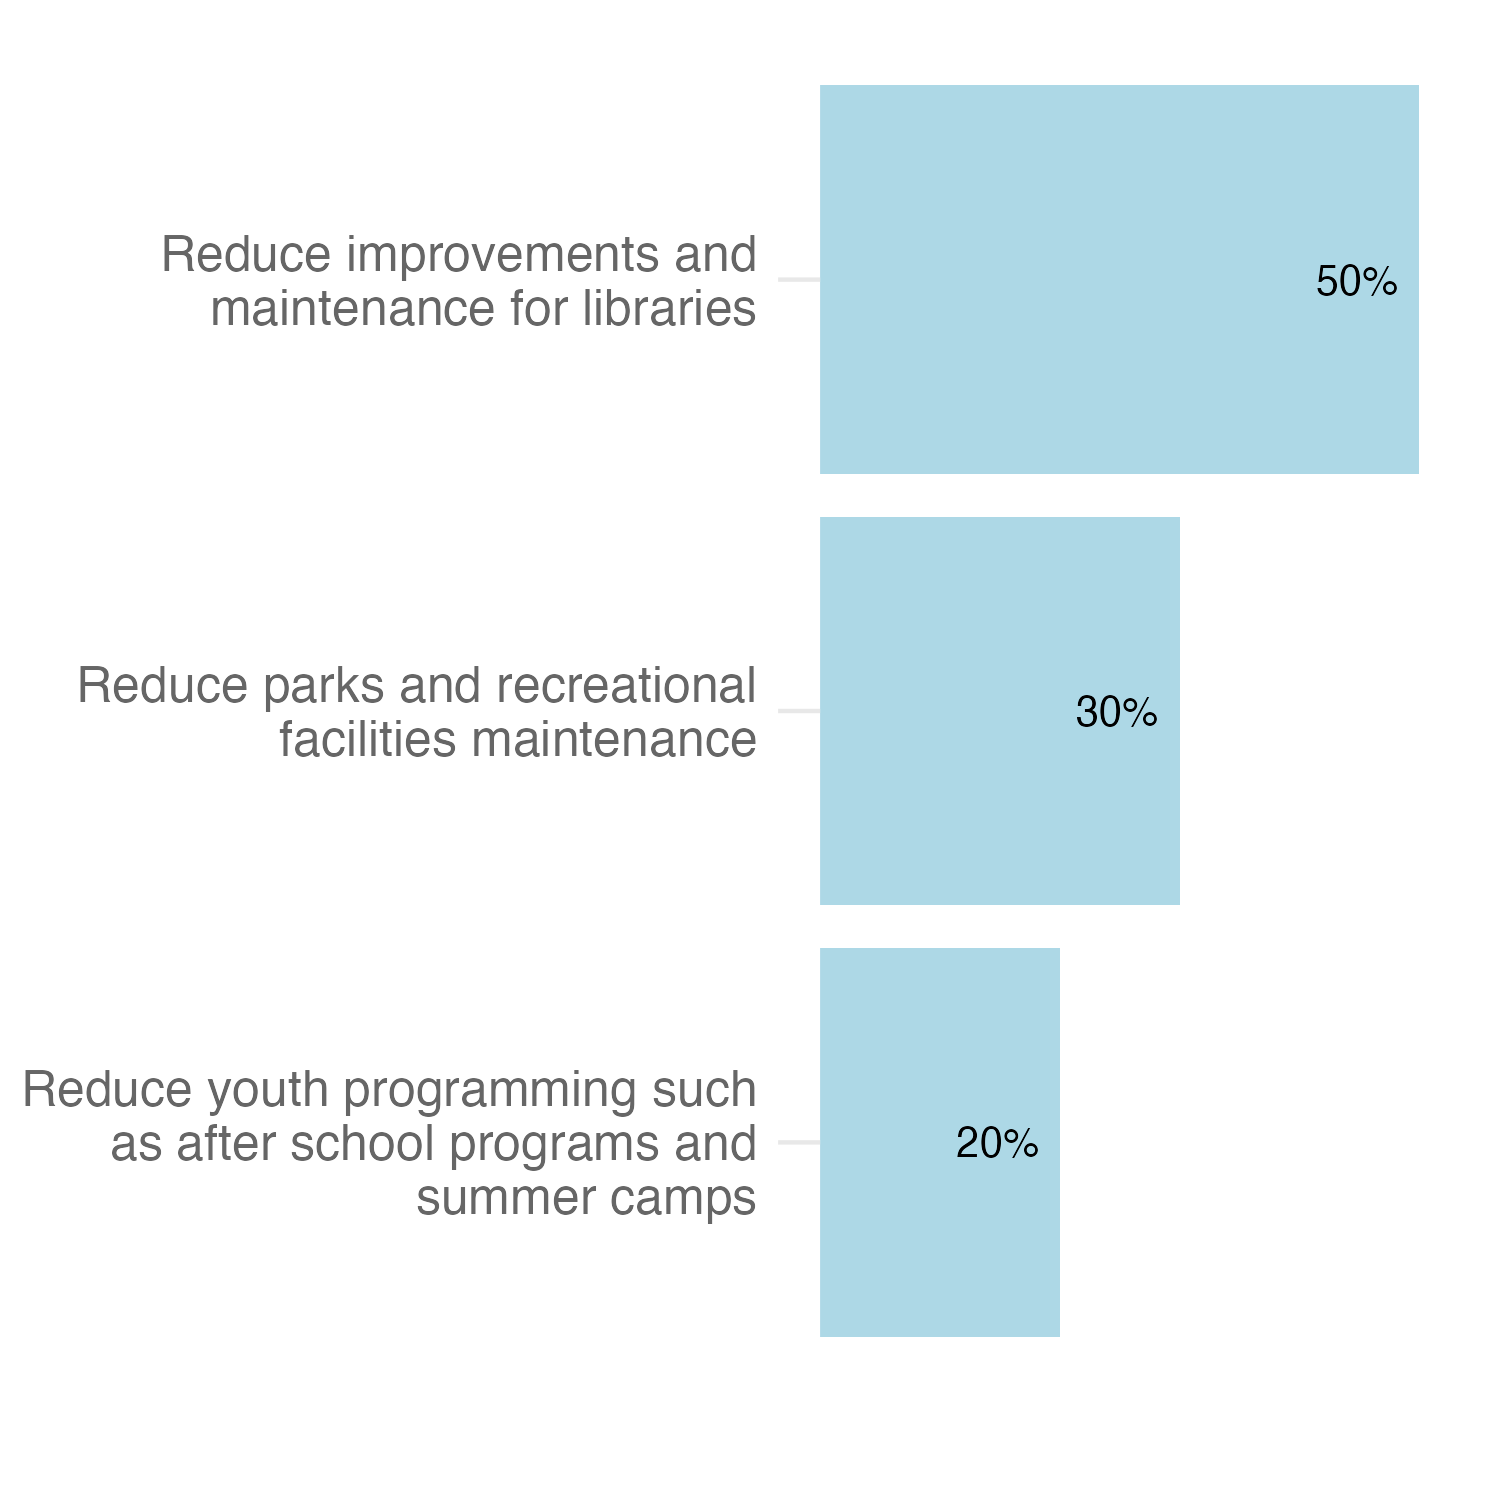 Reduce improvements and
maintenance for libraries
50%
Reduce parks and recreational
facilities maintenance
30%
Reduce youth programming such
as after school programs and
summer camps
20%